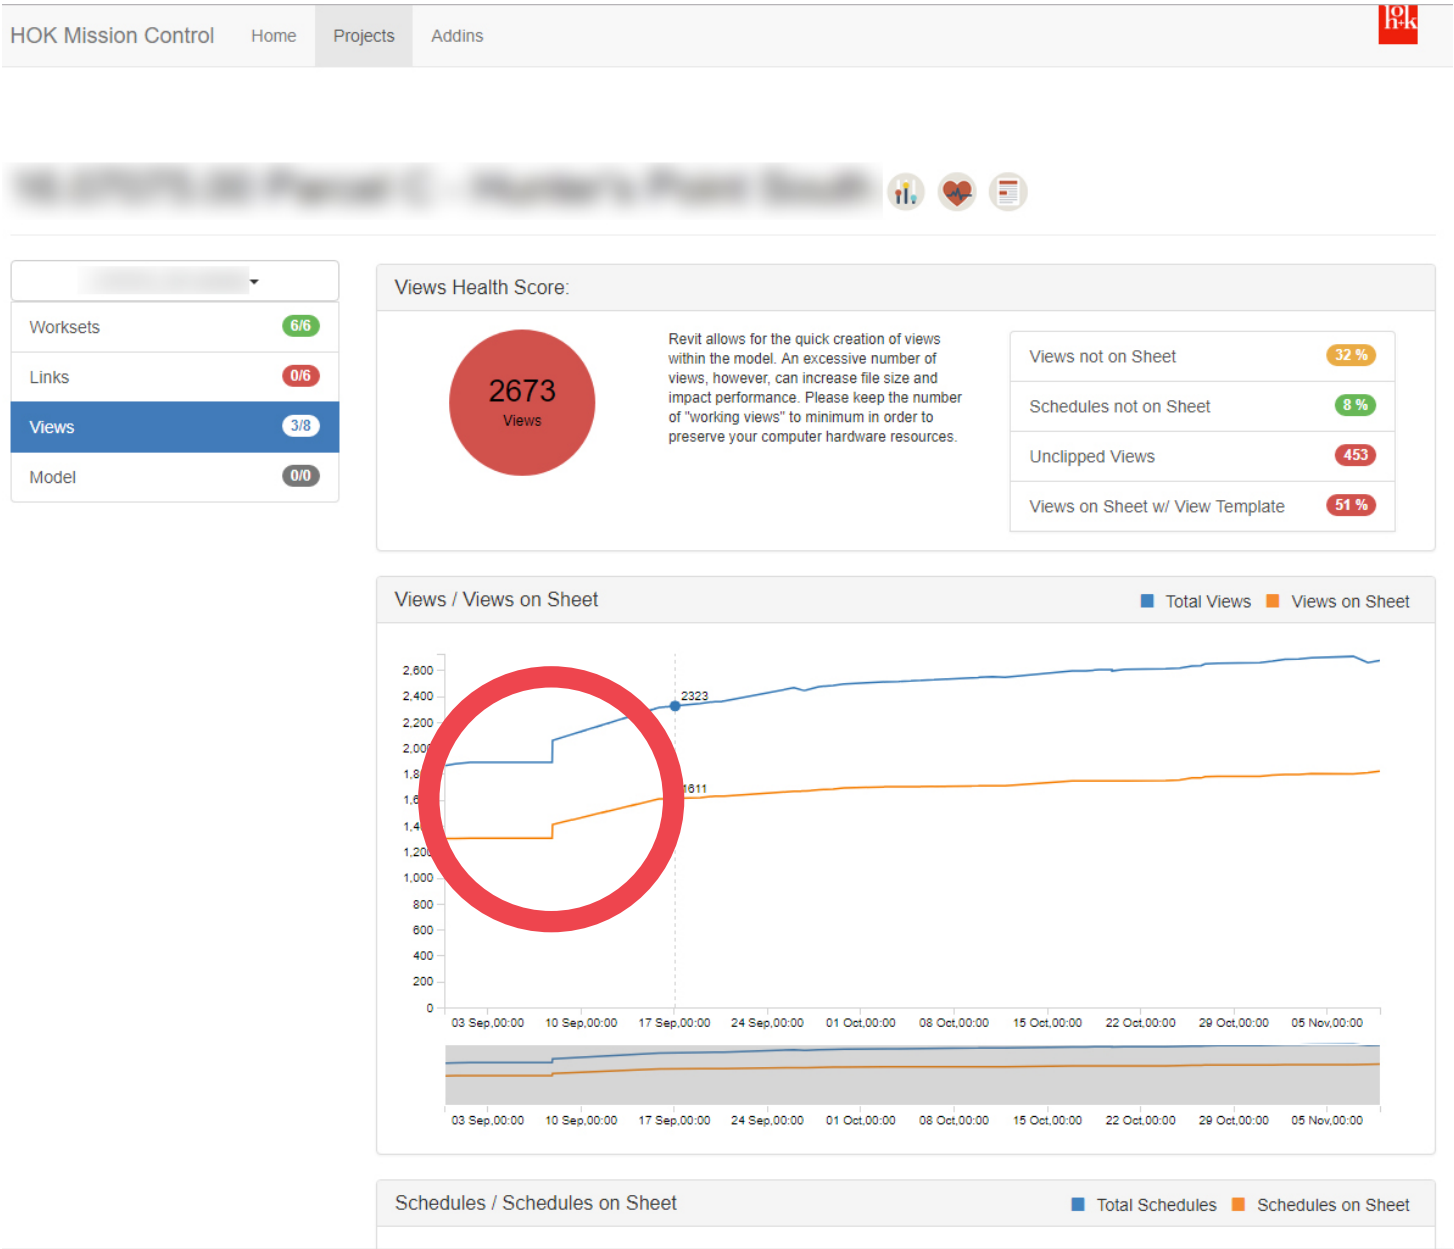 HOK Mission Control Home Projects Addins
ho
h+k
Worksets 6/6
Links 0/6
Views 3/8
Model 0/0
Views Health Score:
2673
Views
Revit allows for the quick creation of views
within the model. An excessive number of
views, however, can increase file size and
impact performance. Please keep the number
of "working views" to minimum in order to
preserve your computer hardware resources.
Views not on Sheet 32 %
Schedules not on Sheet 8 %
Unclipped Views 453
Views on Sheet w/ View Template 51 %
Views / Views on Sheet Total Views Views on Sheet
2,600
2,400
2,200
2,000
1,200
1,000
800
600
400
200
0
2323
1611
03 Sep,00:00 10 Sep,00:00 17 Sep,00:00 24 Sep,00:00 01 Oct,00:00 08 Oct,00:00 15 Oct,00:00 22 Oct,00:00 29 Oct,00:00 05 Nov,00:00
03 Sep,00:00 10 Sep,00:00 17 Sep,00:00 24 Sep,00:00 01 Oct,00:00 08 Oct,00:00 15 Oct,00:00 22 Oct,00:00 29 Oct,00:00 05 Nov,00:00
Schedules / Schedules on Sheet Total Schedules Schedules on Sheet